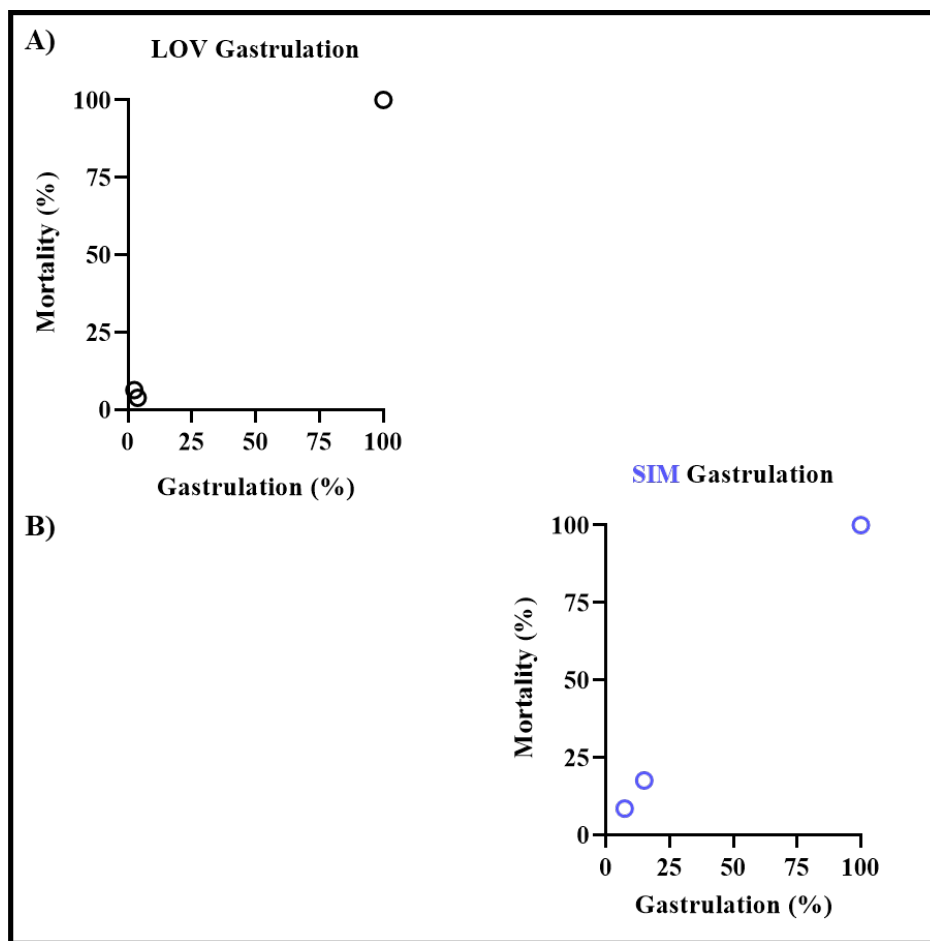 A)
LOV Gastrulation
100
75
50
25
0
Mortality (%)
0 25 50 75 100
Gastrulation (%)
B)
SIM Gastrulation
100
75
50
25
0
Mortality (%)
0 25 50 75 100
Gastrulation (%)